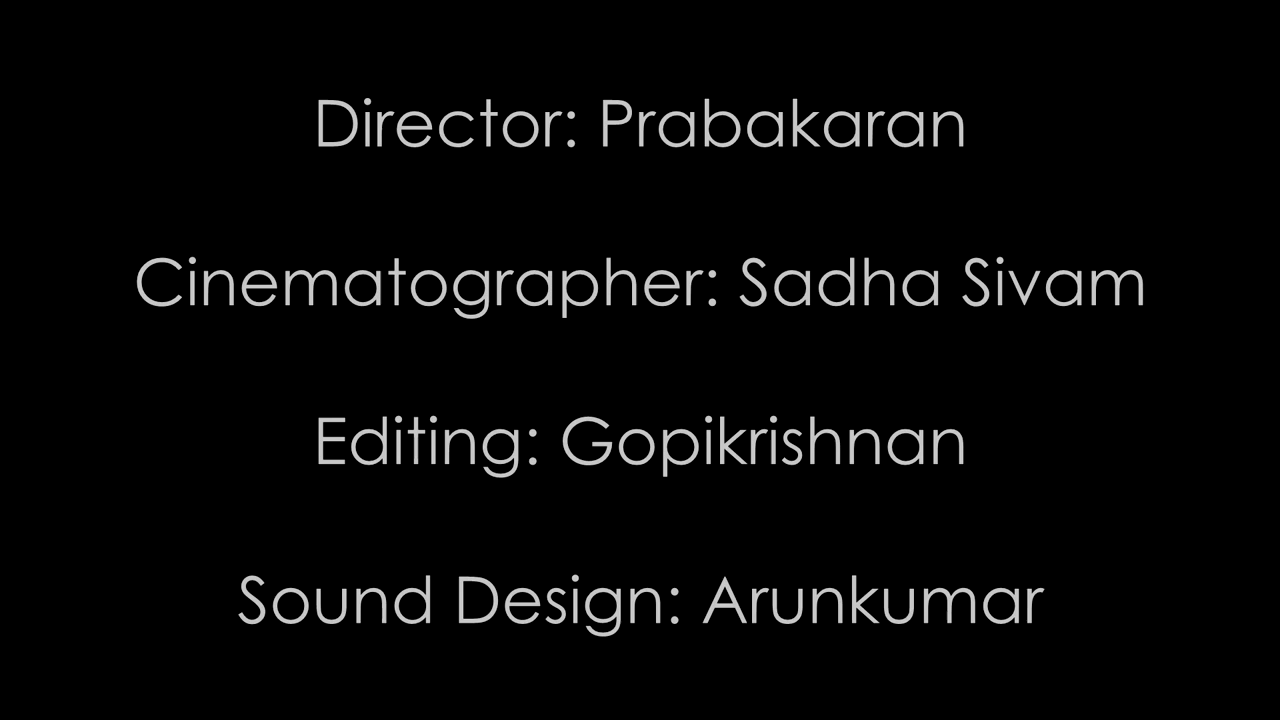 Director: Prabakaran
Cinematographer: Sadha Sivam
Editing: Gopikrishnan
Sound Design: Arunkumar